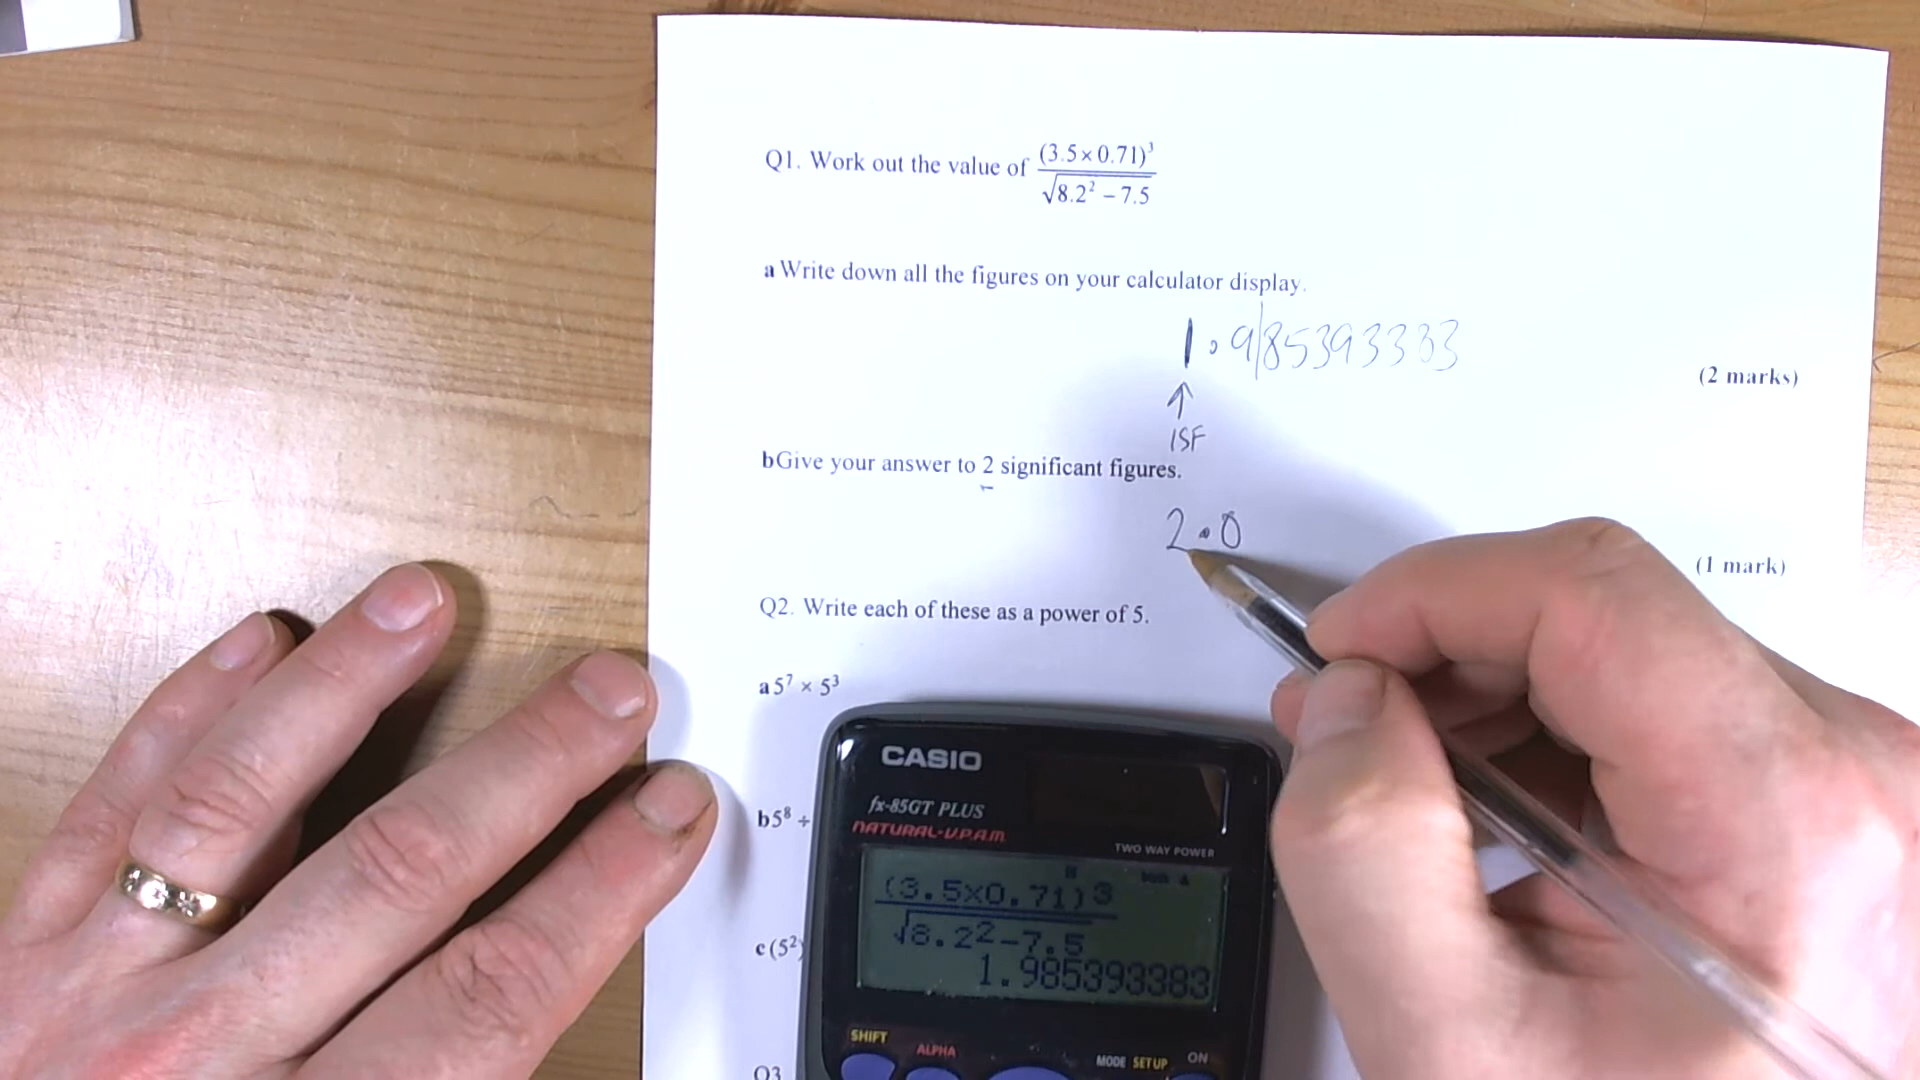 Q1. Work out the value of (3.5×0.71)³ / √8.2² – 7.5
a Write down all the figures on your calculator display.
1.9|85393383
(2 marks)
↑
1SF
bGive your answer to 2 significant figures.
2.0
(1 mark)
Q2. Write each of these as a power of 5.
a 5⁷ × 5³
b 5⁸ ÷
c (5²)
Q3
CASIO
fx-85GT PLUS
NATURAL-V.P.A.M.
TWO WAY POWER
Math ▲
(3.5×0.71)³
√8.2²–7.5
1.985393383
SHIFT
ALPHA
MODE SETUP
ON